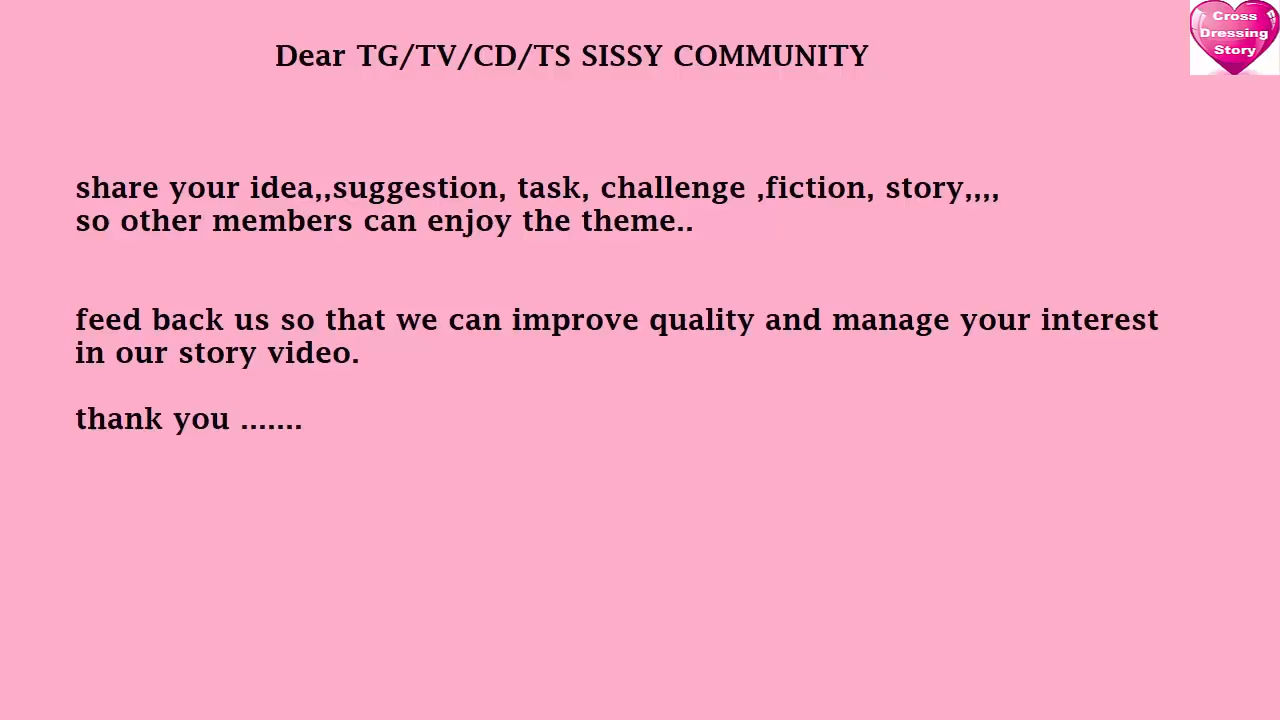 Dear TG/TV/CD/TS SISSY COMMUNITY
Cross
Dressing
Story
share your idea,,suggestion, task, challenge ,fiction, story,,,,
so other members can enjoy the theme..
feed back us so that we can improve quality and manage your interest
in our story video.
thank you .......